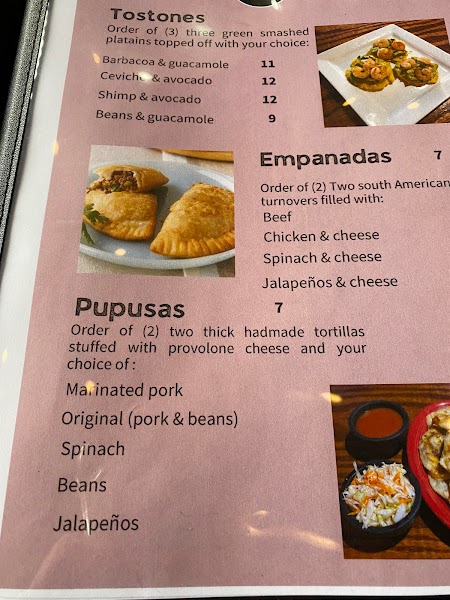 Tostones
Order of (3) three green smashed
platains topped off with your choice:
Barbacoa & guacamole 11
Ceviche & avocado 12
Shimp & avocado 12
Beans & guacamole 9
Empanadas 7
Order of (2) Two south American
turnovers filled with:
Beef
Chicken & cheese
Spinach & cheese
Jalapeños & cheese
Pupusas 7
Order of (2) two thick hadmade tortillas
stuffed with provolone cheese and your
choice of :
Marinated pork
Original (pork & beans)
Spinach
Beans
Jalapeños